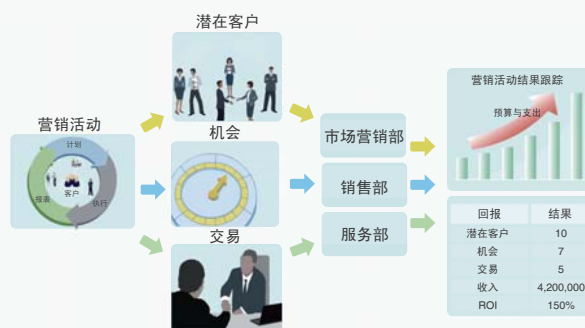 潜在客户
营销活动
计划
客户
报表
执行
机会
交易
市场营销部
销售部
服务部
营销活动结果跟踪
预算与支出
回报 结果
潜在客户 10
机会 7
交易 5
收入 4,200,000
ROI 150%